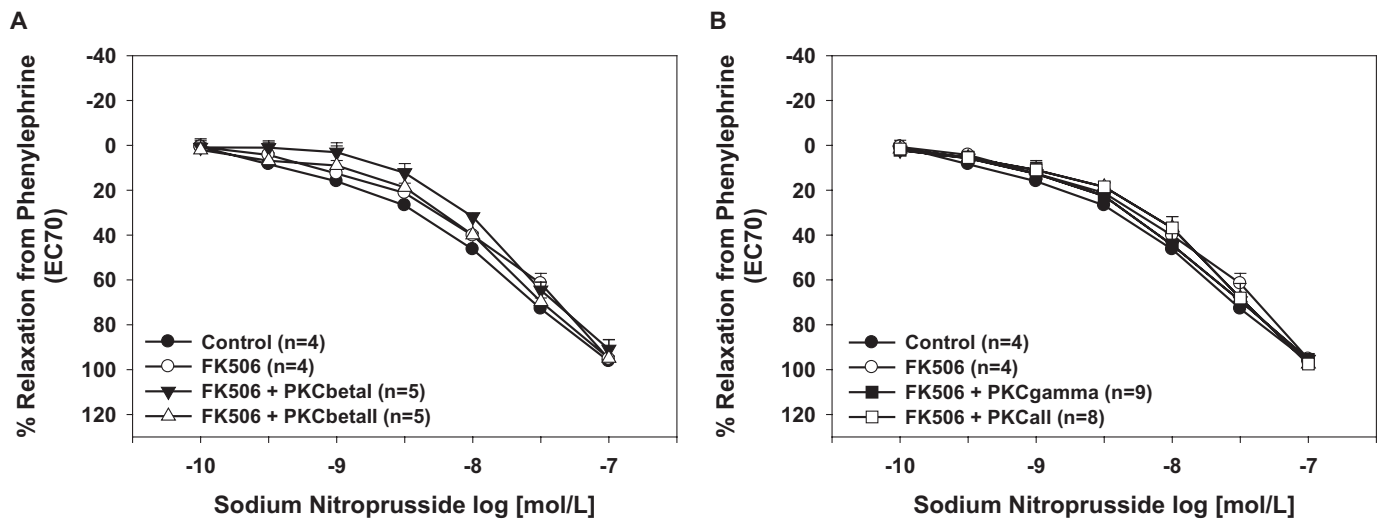 A
% Relaxation from Phenylephrine
(EC70)
-40
-20
0
20
40
60
80
100
120
Control (n=4)
FK506 (n=4)
FK506 + PKCbetaI (n=5)
FK506 + PKCbetaII (n=5)
-10
-9
-8
-7
Sodium Nitroprusside log [mol/L]
B
% Relaxation from Phenylephrine
(EC70)
-40
-20
0
20
40
60
80
100
120
Control (n=4)
FK506 (n=4)
FK506 + PKCgamma (n=9)
FK506 + PKCall (n=8)
-10
-9
-8
-7
Sodium Nitroprusside log [mol/L]